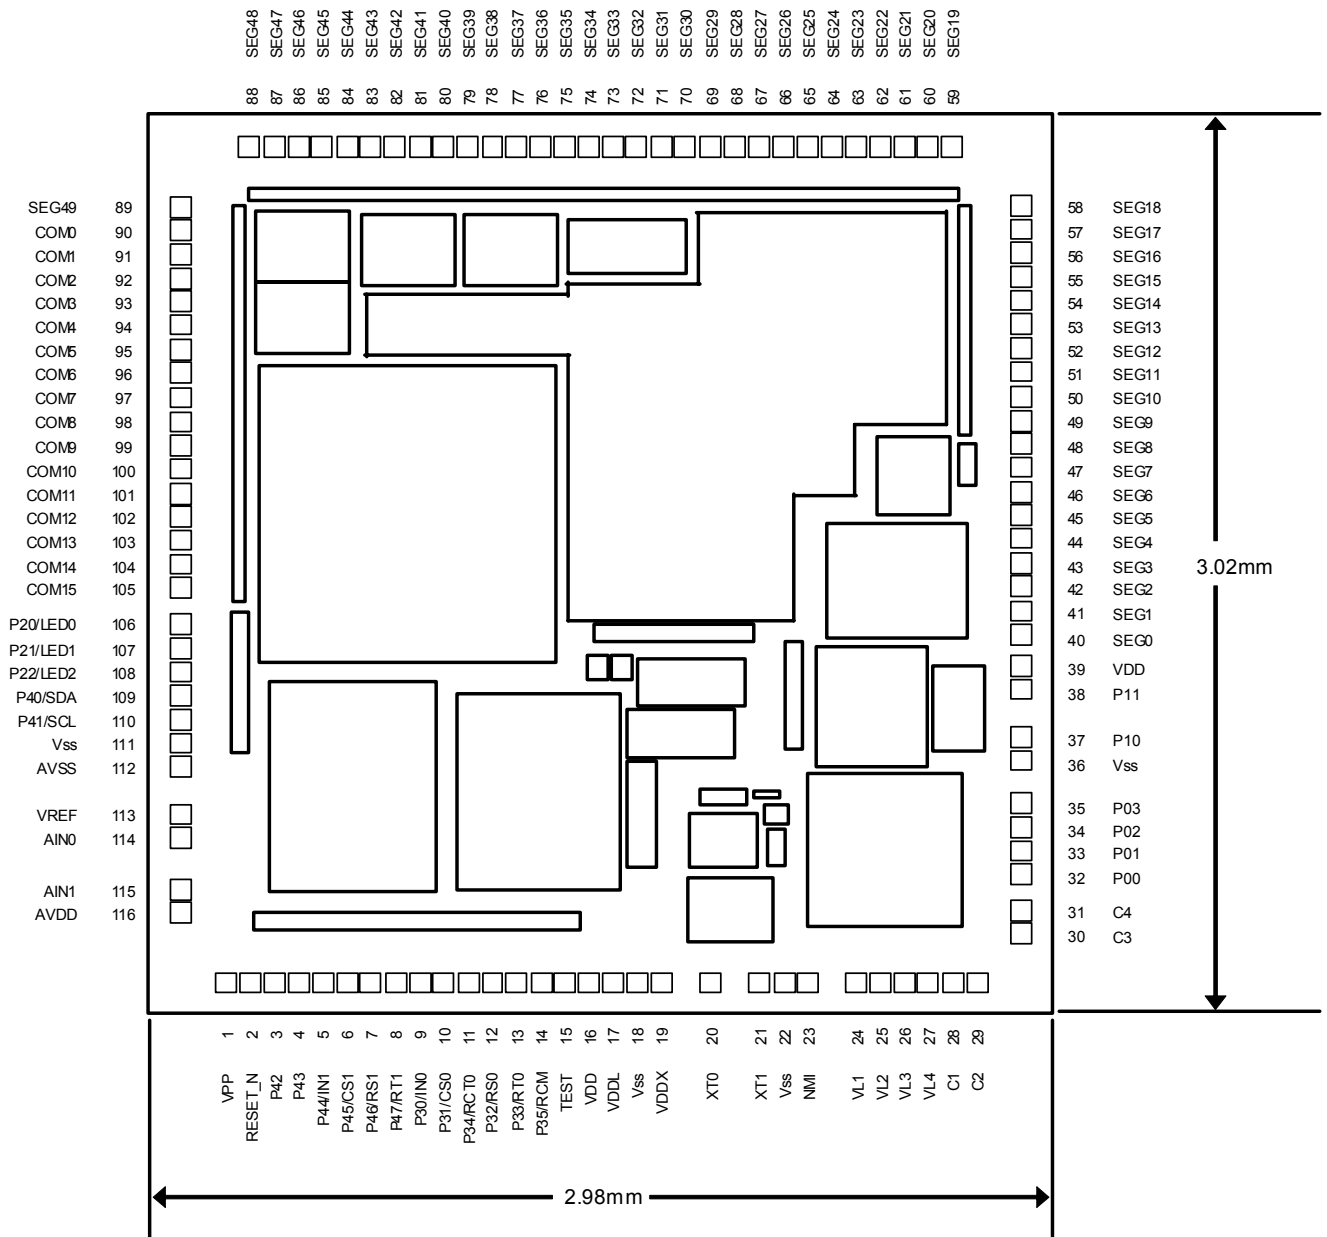 SEG48 SEG47 SEG46 SEG45 SEG44 SEG43 SEG42 SEG41 SEG40 SEG39 SEG38 SEG37 SEG36 SEG35 SEG34 SEG33 SEG32 SEG31 SEG30 SEG29 SEG28 SEG27 SEG26 SEG25 SEG24 SEG23 SEG22 SEG21 SEG20 SEG19
88 87 86 85 84 83 82 81 80 79 78 77 76 75 74 73 72 71 70 69 68 67 66 65 64 63 62 61 60 59
SEG49 89
COM0 90
COM1 91
COM2 92
COM3 93
COM4 94
COM5 95
COM6 96
COM7 97
COM8 98
COM9 99
COM10 100
COM11 101
COM12 102
COM13 103
COM14 104
COM15 105
P20/LED0 106
P21/LED1 107
P22/LED2 108
P40/SDA 109
P41/SCL 110
Vss 111
AVSS 112
VREF 113
AIN0 114
AIN1 115
AVDD 116
58 SEG18
57 SEG17
56 SEG16
55 SEG15
54 SEG14
53 SEG13
52 SEG12
51 SEG11
50 SEG10
49 SEG9
48 SEG8
47 SEG7
46 SEG6
45 SEG5
44 SEG4
43 SEG3
42 SEG2
41 SEG1
40 SEG0
39 VDD
38 P11
37 P10
36 Vss
35 P03
34 P02
33 P01
32 P00
31 C4
30 C3
3.02mm
1 2 3 4 5 6 7 8 9 10 11 12 13 14 15 16 17 18 19 20 21 22 23 24 25 26 27 28 29
VPP RESET_N P42 P43 P44/IN1 P45/CS1 P46/RS1 P47/RT1 P30/IN0 P31/CS0 P34/RCT0 P32/RS0 P33/RT0 P35/RCM TEST VDD VDDL Vss VDDX XT0 XT1 Vss NMI VL1 VL2 VL3 VL4 C1 C2
2.98mm